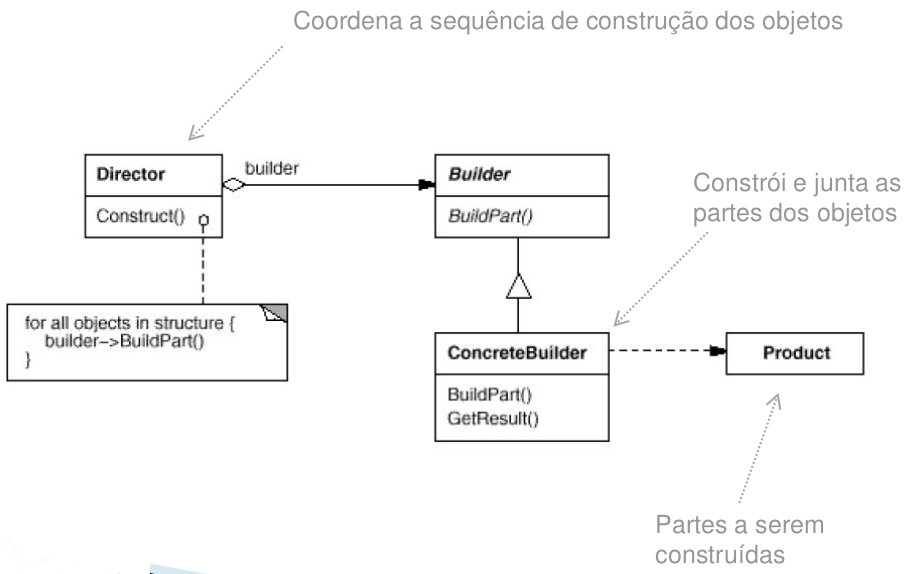 Coordena a sequência de construção dos objetos
Director
builder
Builder
Construct()
BuildPart()
Constrói e junta as
partes dos objetos
for all objects in structure {
builder->BuildPart()
}
ConcreteBuilder
Product
BuildPart()
GetResult()
Partes a serem
construídas